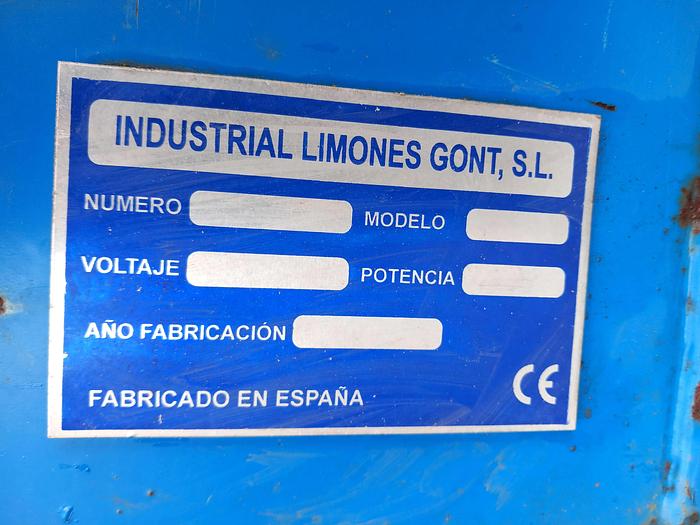 INDUSTRIAL LIMONES GONT, S.L.
NUMERO MODELO
VOLTAJE POTENCIA
AÑO FABRICACIÓN
FABRICADO EN ESPAÑA CE